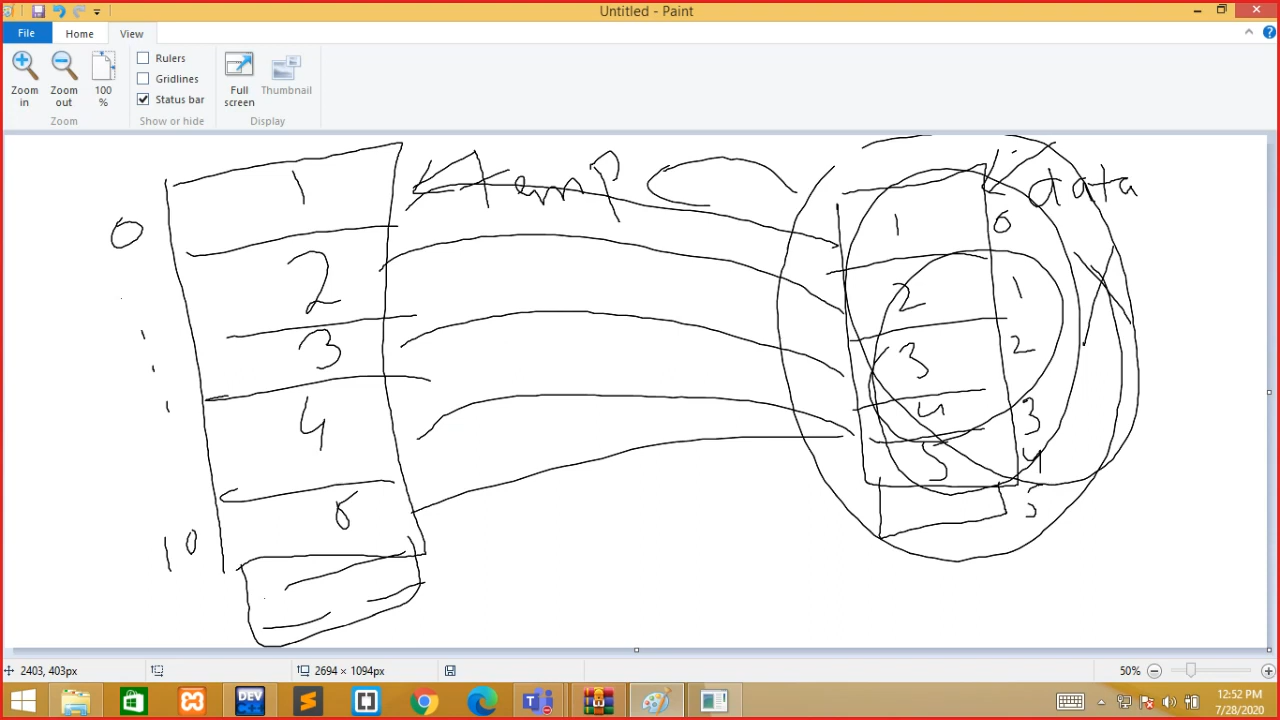 Untitled - Paint
File Home View
Zoom in
Zoom out
100 %
Zoom
Rulers
Gridlines
Status bar
Show or hide
Full screen
Thumbnail
Display
temp
data
0
1
2
3
4
10
1
2
3
4
5
0
1
2
3
4
2403, 403px
2694 × 1094px
50%
DEV
12:52 PM
7/28/2020